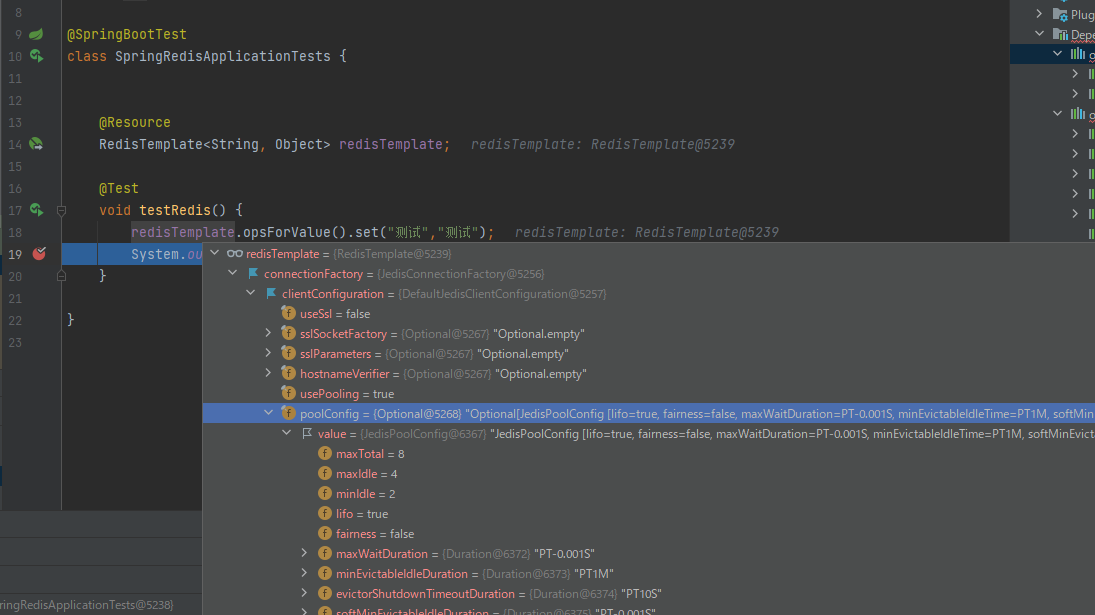 8
Plug
9 @SpringBootTest
Depe
10 class SpringRedisApplicationTests {
11
12
13 @Resource
14 RedisTemplate<String, Object> redisTemplate; redisTemplate: RedisTemplate@5239
15
16 @Test
17 void testRedis() {
18 redisTemplate.opsForValue().set("测试","测试"); redisTemplate: RedisTemplate@5239
19 System.ou
redisTemplate = {RedisTemplate@5239}
connectionFactory = {JedisConnectionFactory@5256}
20 }
clientConfiguration = {DefaultJedisClientConfiguration@5257}
21
useSsl = false
22 }
sslSocketFactory = {Optional@5267} "Optional.empty"
23
sslParameters = {Optional@5267} "Optional.empty"
hostnameVerifier = {Optional@5267} "Optional.empty"
usePooling = true
poolConfig = {Optional@5268} "Optional[JedisPoolConfig [lifo=true, fairness=false, maxWaitDuration=PT-0.001S, minEvictableIdleTime=PT1M, softMin
value = {JedisPoolConfig@6367} "JedisPoolConfig [lifo=true, fairness=false, maxWaitDuration=PT-0.001S, minEvictableIdleTime=PT1M, softMinEvicta
maxTotal = 8
maxIdle = 4
minIdle = 2
lifo = true
fairness = false
maxWaitDuration = {Duration@6372} "PT-0.001S"
minEvictableIdleDuration = {Duration@6373} "PT1M"
evictorShutdownTimeoutDuration = {Duration@6374} "PT10S"
ringRedisApplicationTests@5238}
softMinEvictableIdleDuration = {Duration@6375} "PT-0.001S"